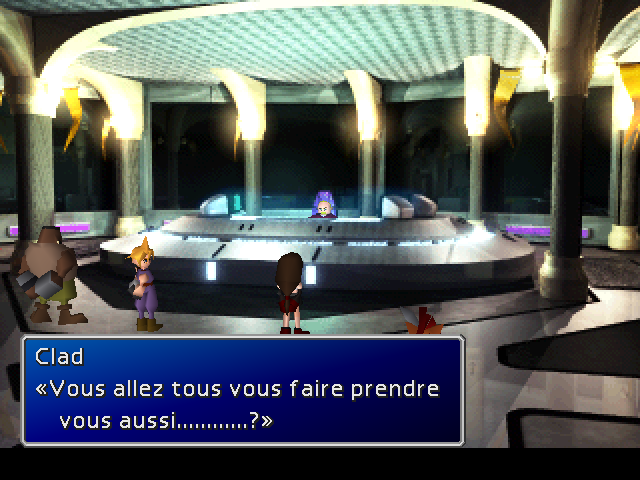 Clad
«Vous allez tous vous faire prendre
vous aussi............?»